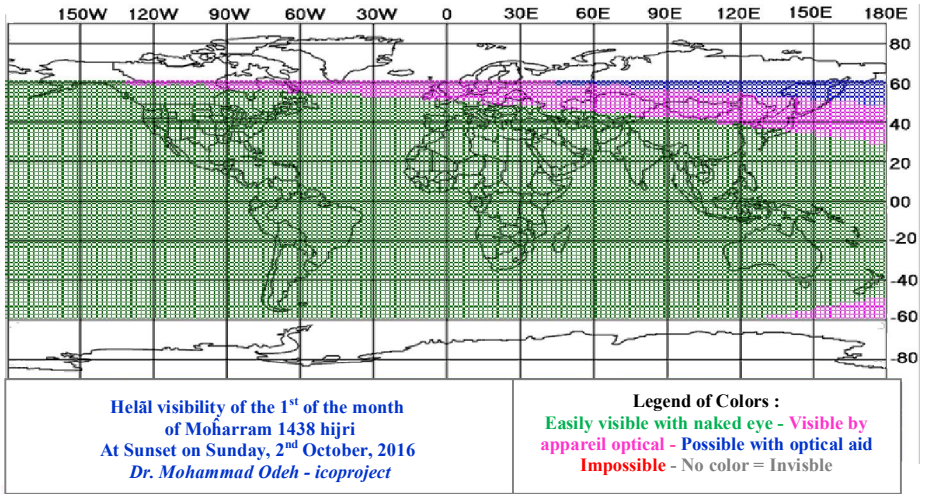 150W 120W 90W 60W 30W 0 30E 60E 90E 120E 150E 180E
80
60
40
20
00
-20
-40
-60
-80
Helãl visibility of the 1st of the month
of Moĥarram 1438 hijri
At Sunset on Sunday, 2nd October, 2016
Dr. Mohammad Odeh - icoproject
Legend of Colors :
Easily visible with naked eye - Visible by
appareil optical - Possible with optical aid
Impossible - No color = Invisble